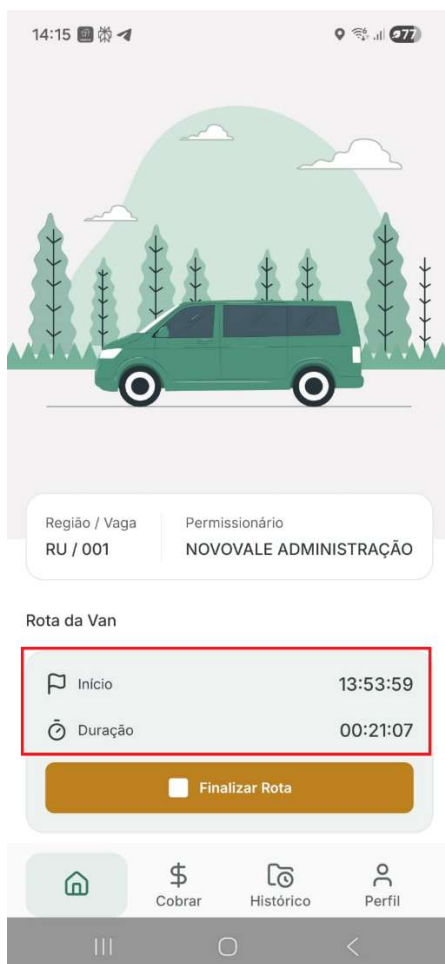 14:15
77
Região / Vaga
RU / 001
Permissionário
NOVOVALE ADMINISTRAÇÃO
Rota da Van
Início 13:53:59
Duração 00:21:07
Finalizar Rota
Cobrar Histórico Perfil